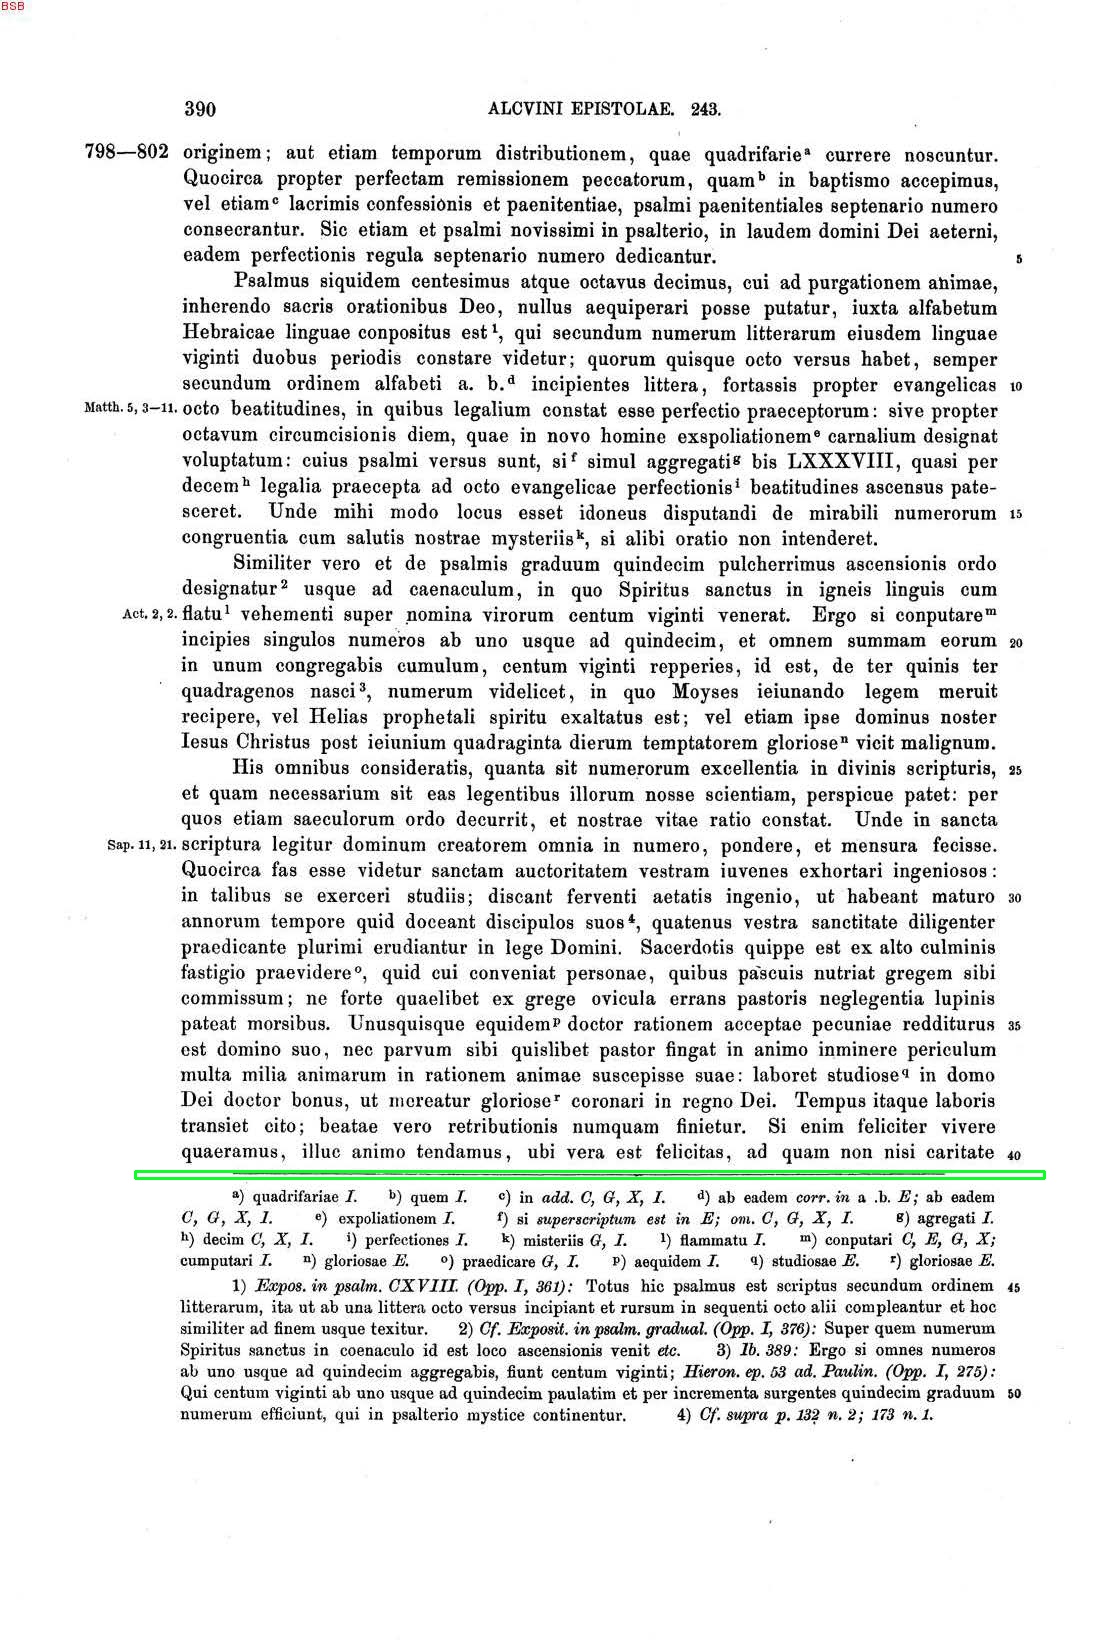 BSB
390 ALCVINI EPISTOLAE. 243.
798—802 originem; aut etiam temporum distributionem, quae quadrifarieᵃ currere noscuntur.
Quocirca propter perfectam remissionem peccatorum, quamᵇ in baptismo accepimus,
vel etiamᶜ lacrimis confessionis et paenitentiae, psalmi paenitentiales septenario numero
consecrantur. Sic etiam et psalmi novissimi in psalterio, in laudem domini Dei aeterni,
eadem perfectionis regula septenario numero dedicantur. 5
Psalmus siquidem centesimus atque octavus decimus, cui ad purgationem animae,
inherendo sacris orationibus Deo, nullus aequiperari posse putatur, iuxta alfabetum
Hebraicae linguae conpositus est¹, qui secundum numerum litterarum eiusdem linguae
viginti duobus periodis constare videtur; quorum quisque octo versus habet, semper
secundum ordinem alfabeti a. b.ᵈ incipientes littera, fortassis propter evangelicas 10
Matth. 5, 3—11. octo beatitudines, in quibus legalium constat esse perfectio praeceptorum: sive propter
octavum circumcisionis diem, quae in novo homine exspoliationemᵉ carnalium designat
voluptatum: cuius psalmi versus sunt, siᶠ simul aggregatiᵍ bis LXXXVIII, quasi per
decemʰ legalia praecepta ad octo evangelicae perfectionisⁱ beatitudines ascensus pate-
sceret. Unde mihi modo locus esset idoneus disputandi de mirabili numerorum 15
congruentia cum salutis nostrae mysteriisᵏ, si alibi oratio non intenderet.
Similiter vero et de psalmis graduum quindecim pulcherrimus ascensionis ordo
designatur² usque ad caenaculum, in quo Spiritus sanctus in igneis linguis cum
Act. 2, 2. flatuˡ vehementi super nomina virorum centum viginti venerat. Ergo si conputareᵐ
incipies singulos numeros ab uno usque ad quindecim, et omnem summam eorum 20
in unum congregabis cumulum, centum viginti repperies, id est, de ter quinis ter
quadragenos nasci³, numerum videlicet, in quo Moyses ieiunando legem meruit
recipere, vel Helias prophetali spiritu exaltatus est; vel etiam ipse dominus noster
Iesus Christus post ieiunium quadraginta dierum temptatorem glorioseⁿ vicit malignum.
His omnibus consideratis, quanta sit numerorum excellentia in divinis scripturis, 25
et quam necessarium sit eas legentibus illorum nosse scientiam, perspicue patet: per
quos etiam saeculorum ordo decurrit, et nostrae vitae ratio constat. Unde in sancta
Sap. 11, 21. scriptura legitur dominum creatorem omnia in numero, pondere, et mensura fecisse.
Quocirca fas esse videtur sanctam auctoritatem vestram iuvenes exhortari ingeniosos:
in talibus se exerceri studiis; discant ferventi aetatis ingenio, ut habeant maturo 30
annorum tempore quid doceant discipulos suos⁴, quatenus vestra sanctitate diligenter
praedicante plurimi erudiantur in lege Domini. Sacerdotis quippe est ex alto culminis
fastigio praevidereᵒ, quid cui conveniat personae, quibus pascuis nutriat gregem sibi
commissum; ne forte quaelibet ex grege ovicula errans pastoris neglegentia lupinis
pateat morsibus. Unusquisque equidemᵖ doctor rationem acceptae pecuniae redditurus 35
est domino suo, nec parvum sibi quislibet pastor fingat in animo inminere periculum
multa milia animarum in rationem animae suscepisse suae: laboret studiose𐞥 in domo
Dei doctor bonus, ut mereatur glorioseʳ coronari in regno Dei. Tempus itaque laboris
transiet cito; beatae vero retributionis numquam finietur. Si enim feliciter vivere
quaeramus, illuc animo tendamus, ubi vera est felicitas, ad quam non nisi caritate 40
ᵃ) quadrifariae I. ᵇ) quem I. ᶜ) in add. C, G, X, I. ᵈ) ab eadem corr. in a .b. E; ab eadem
C, G, X, I. ᵉ) expoliationem I. ᶠ) si superscriptum est in E; om. C, G, X, I. ᵍ) agregati I.
ʰ) decim C, X, I. ⁱ) perfectiones I. ᵏ) misteriis G, I. ˡ) flammatu I. ᵐ) conputari C, E, G, X;
cumputari I. ⁿ) gloriosae E. ᵒ) praedicare G, I. ᵖ) aequidem I. 𐞥) studiosae E. ʳ) gloriosae E.
1) Expos. in psalm. CXVIII. (Opp. I, 361): Totus hic psalmus est scriptus secundum ordinem 45
litterarum, ita ut ab una littera octo versus incipiant et rursum in sequenti octo alii compleantur et hoc
similiter ad finem usque texitur. 2) Cf. Exposit. in psalm. gradual. (Opp. I, 376): Super quem numerum
Spiritus sanctus in coenaculo id est loco ascensionis venit etc. 3) Ib. 389: Ergo si omnes numeros
ab uno usque ad quindecim aggregabis, fiunt centum viginti; Hieron. ep. 53 ad. Paulin. (Opp. I, 275):
Qui centum viginti ab uno usque ad quindecim paulatim et per incrementa surgentes quindecim graduum 50
numerum efficiunt, qui in psalterio mystice continentur. 4) Cf. supra p. 132 n. 2; 173 n. 1.